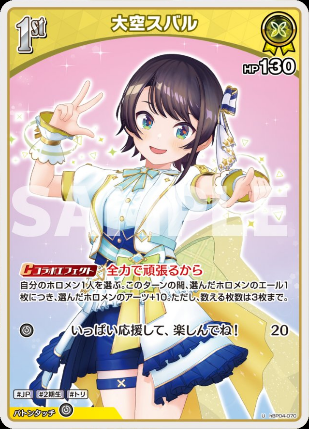 1st
大空スバル
HP130
SAMPLE
コラボエフェクト 全力で頑張るから
自分のホロメン1人を選ぶ。このターンの間、選んだホロメンのエール1
枚につき、選んだホロメンのアーツ+10。ただし、数える枚数は3枚まで。
いっぱい応援して、楽しんでね! 20
#JP #2期生 #トリ
バトンタッチ
U hBP04-070